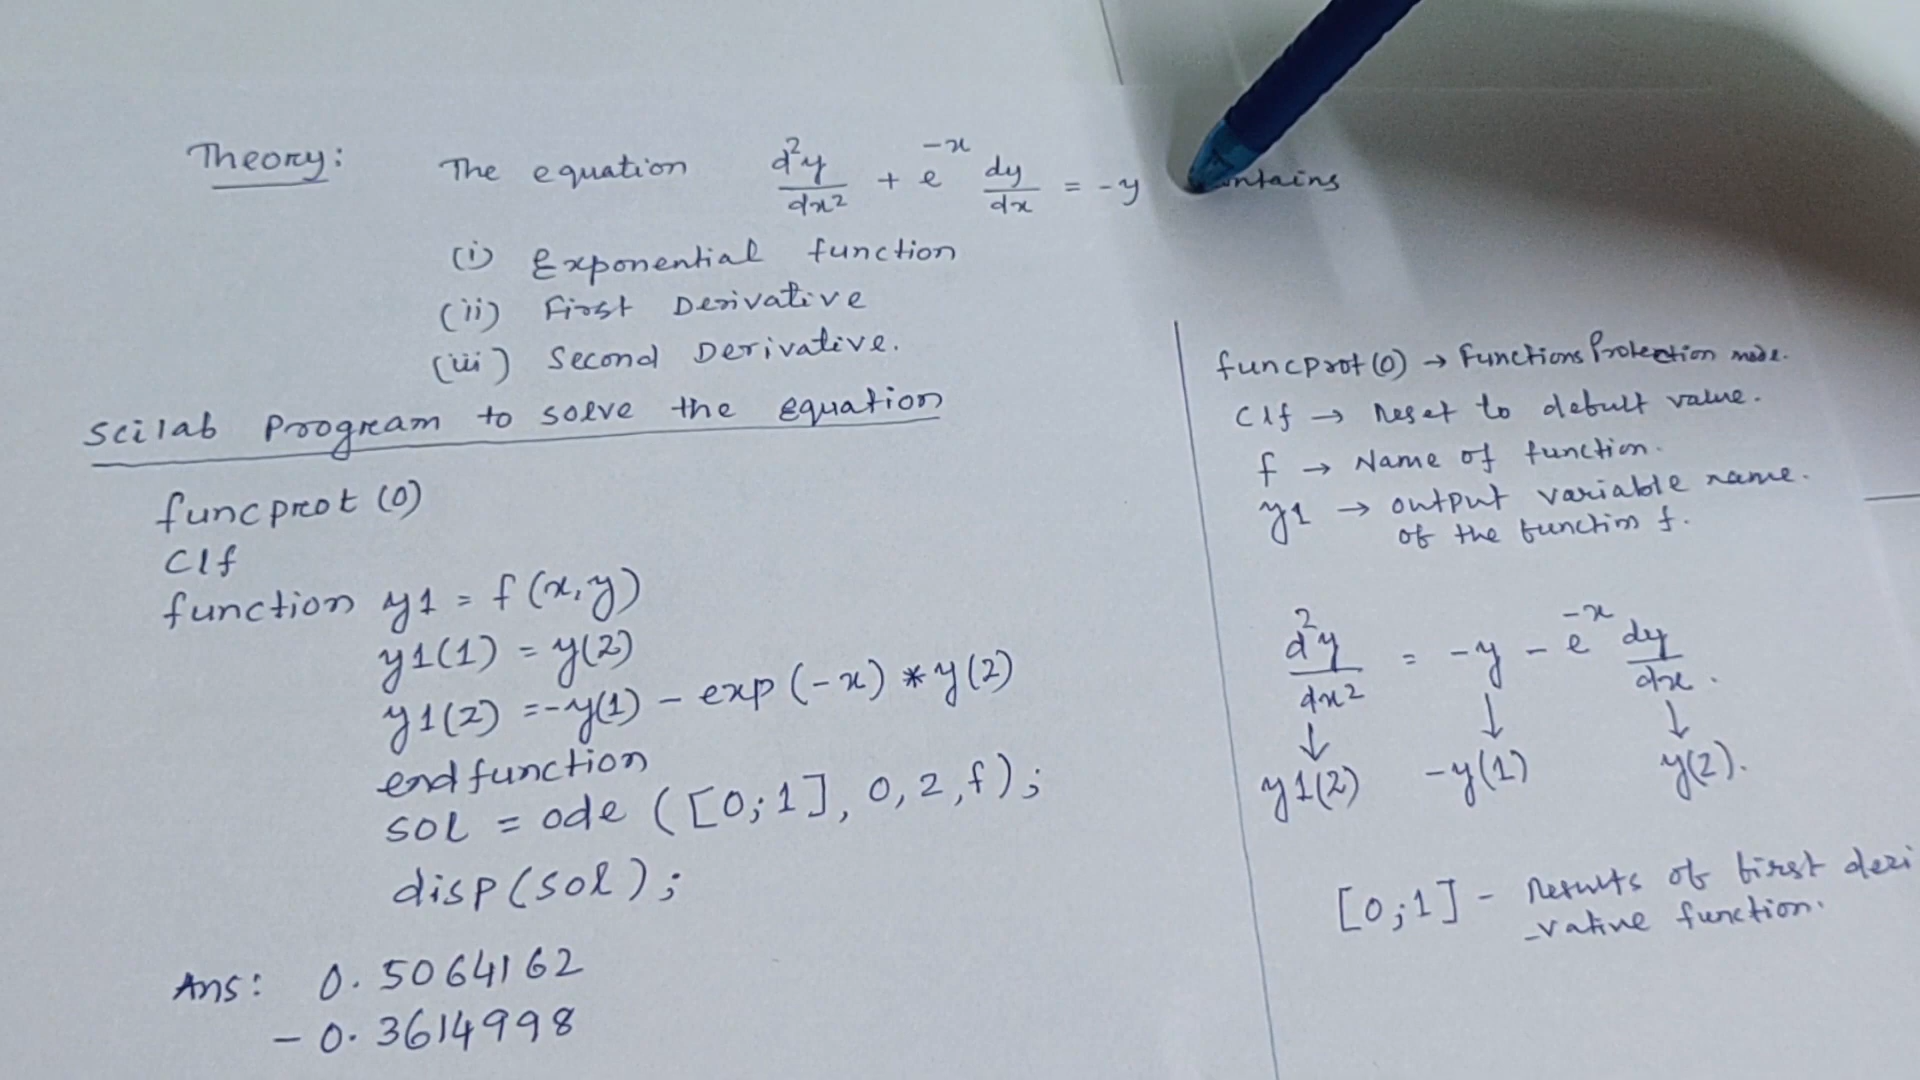 Theory: The equation d²y/dx² + e^-x dy/dx = -y
(i) Exponential function
(ii) First Derivative
(iii) Second Derivative.
Scilab Program to solve the equation
funcprot (0)
clf
function y1 = f(x,y)
y1(1) = y(2)
y1(2) =-y(1) - exp(-x) * y(2)
endfunction
sol = ode ([0;1], 0, 2, f);
disp(sol);
Ans: 0.5064162
- 0.3614998
funcprot(0) → Functions Protection mode.
Clf → Reset to defult value.
f → Name of function.
y1 → output variable name.
of the function f.
d²y/dx² = -y - e^-x dy/dx.
↓ ↓ ↓
y1(2) -y(1) y(2).
[0;1] - Results of first deri
-vative function.